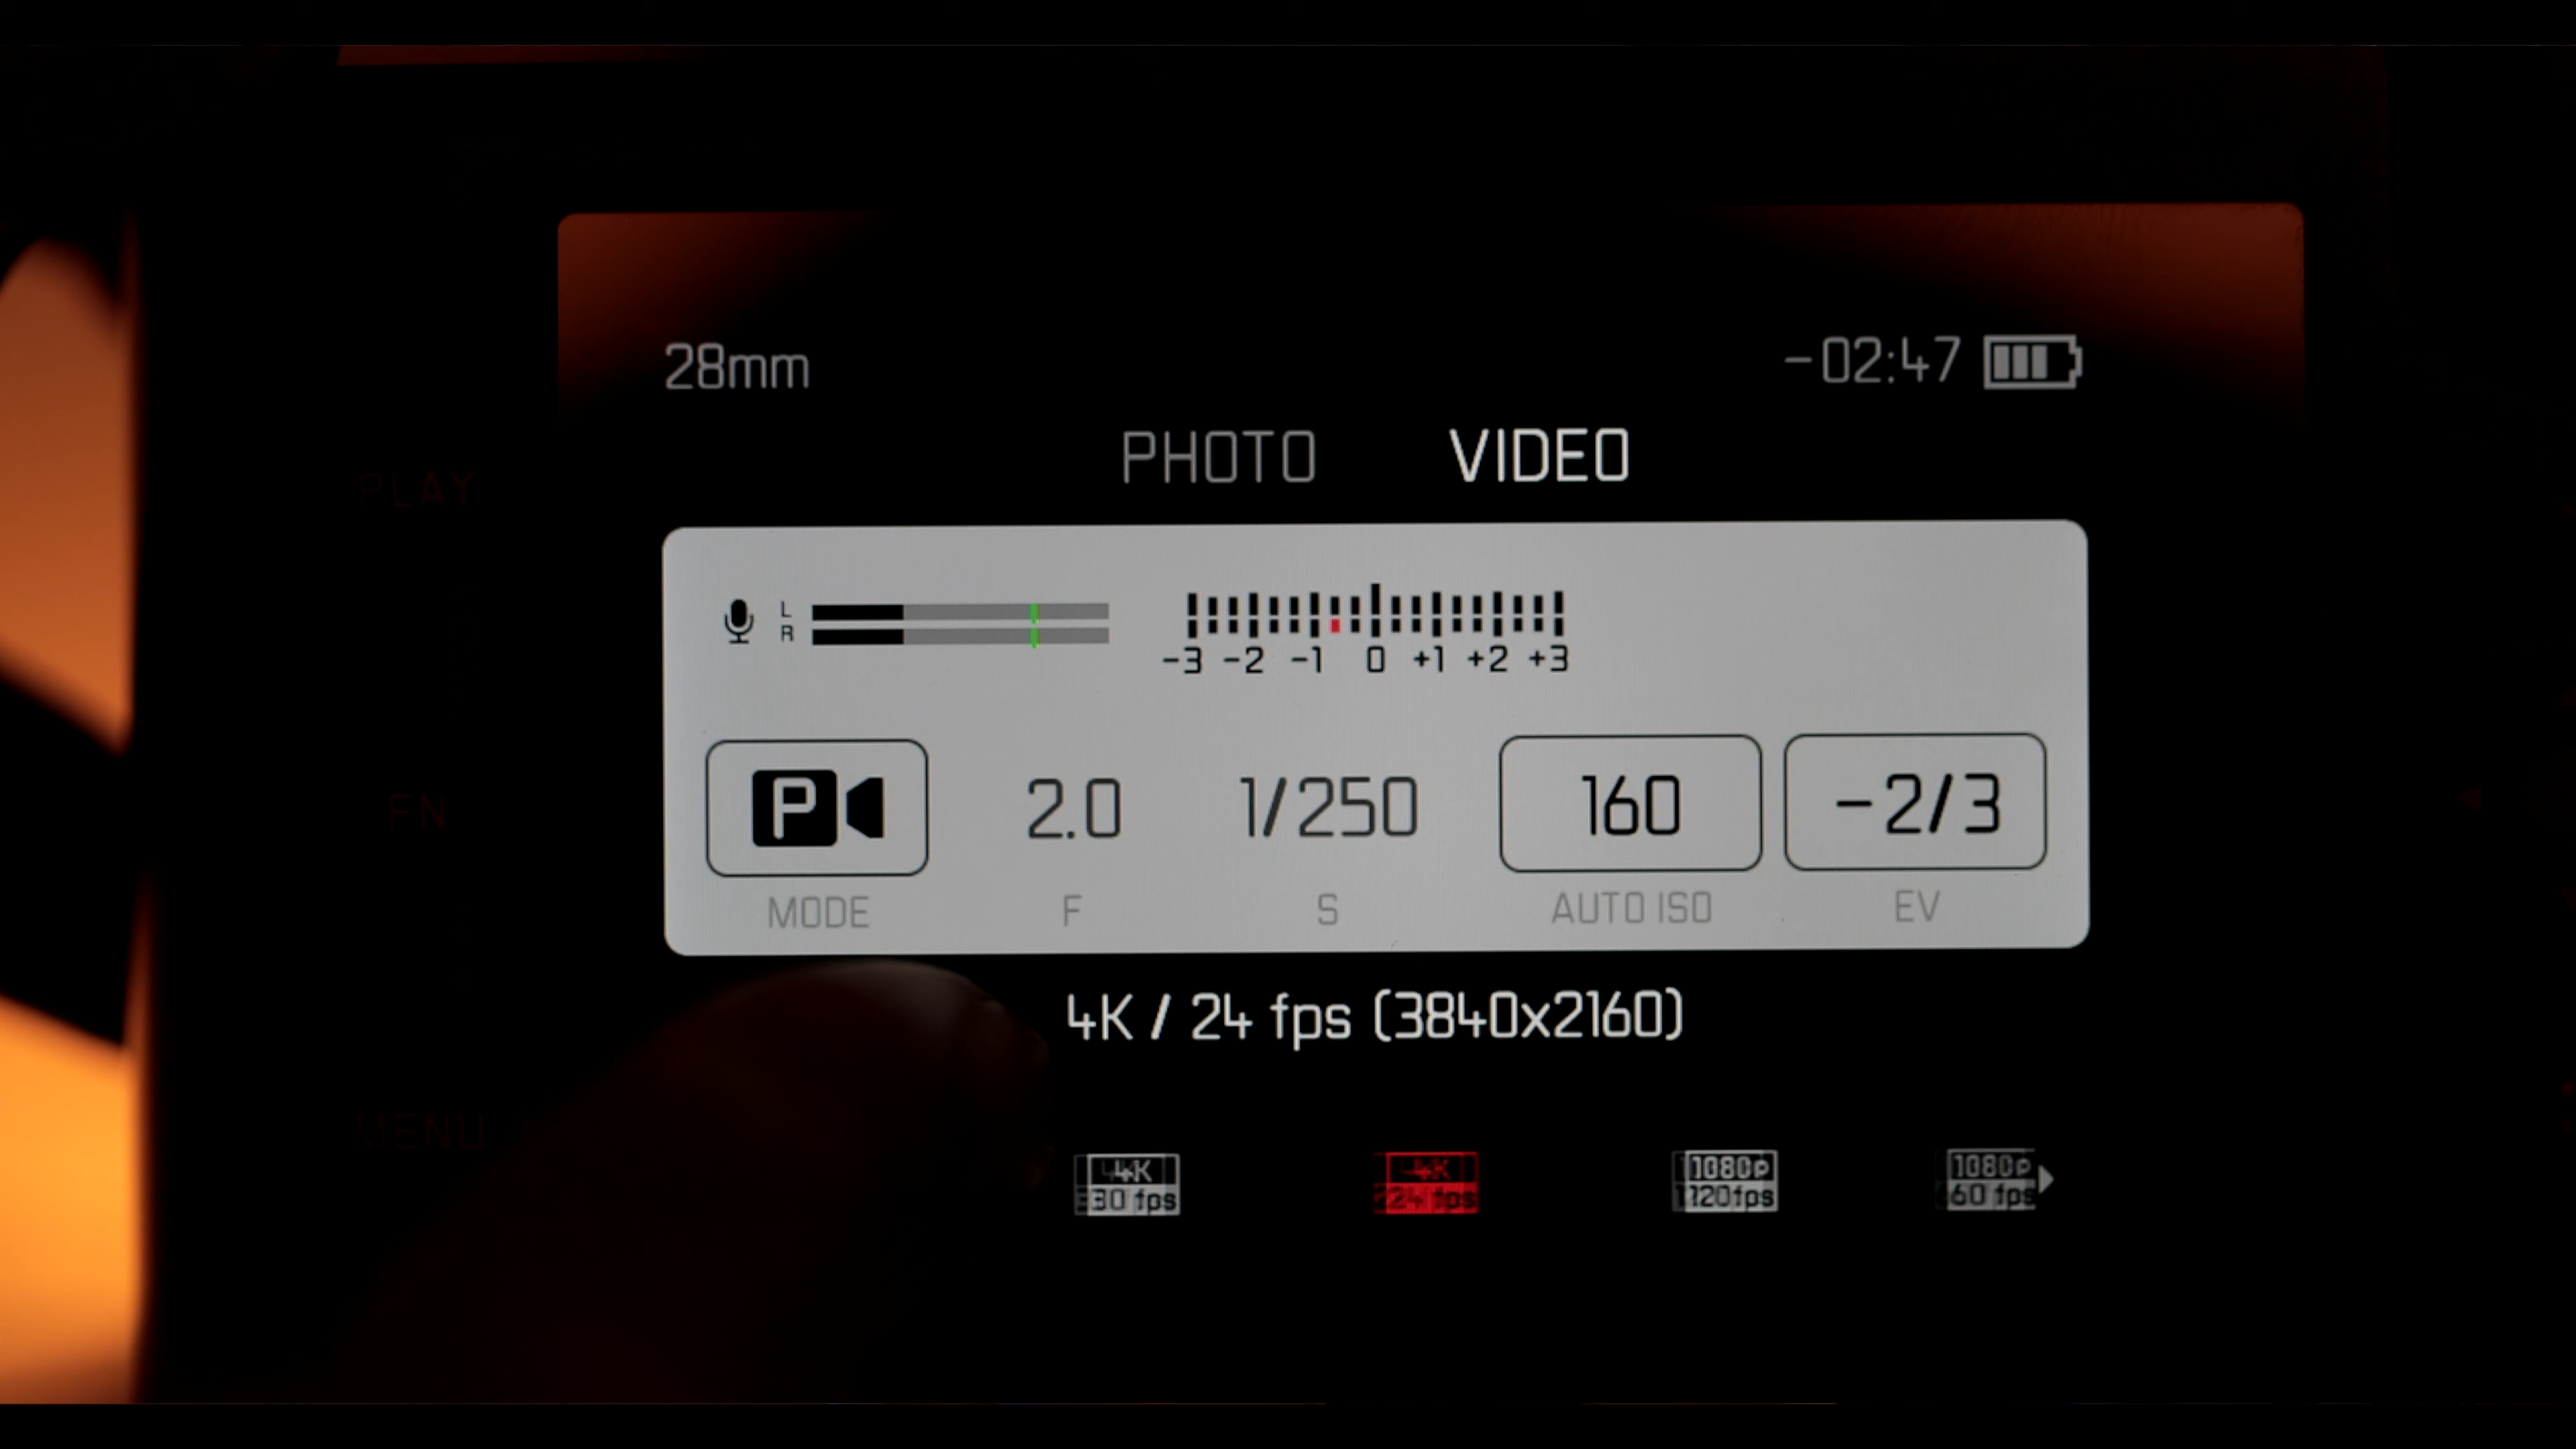 28mm
-02:47
PHOTO VIDEO
L
R
-3 -2 -1 0 +1 +2 +3
P 2.0 1/250 160 -2/3
MODE F S AUTO ISO EV
4K / 24 fps (3840x2160)
4K 4K 1080p 1080p
30 fps 24 fps 120fps 60 fps
PLAY
FN
MENU